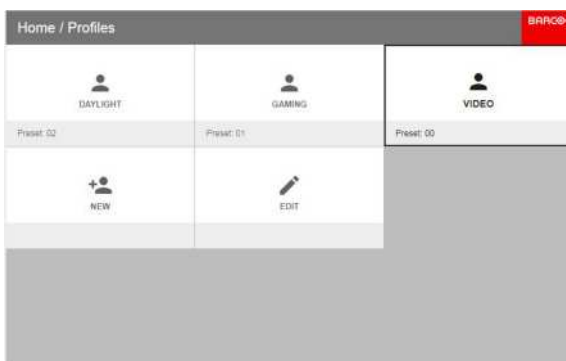 Home / Profiles
BARCO
DAYLIGHT
GAMING
VIDEO
Preset: 02
Preset: 01
Preset: 00
NEW
EDIT